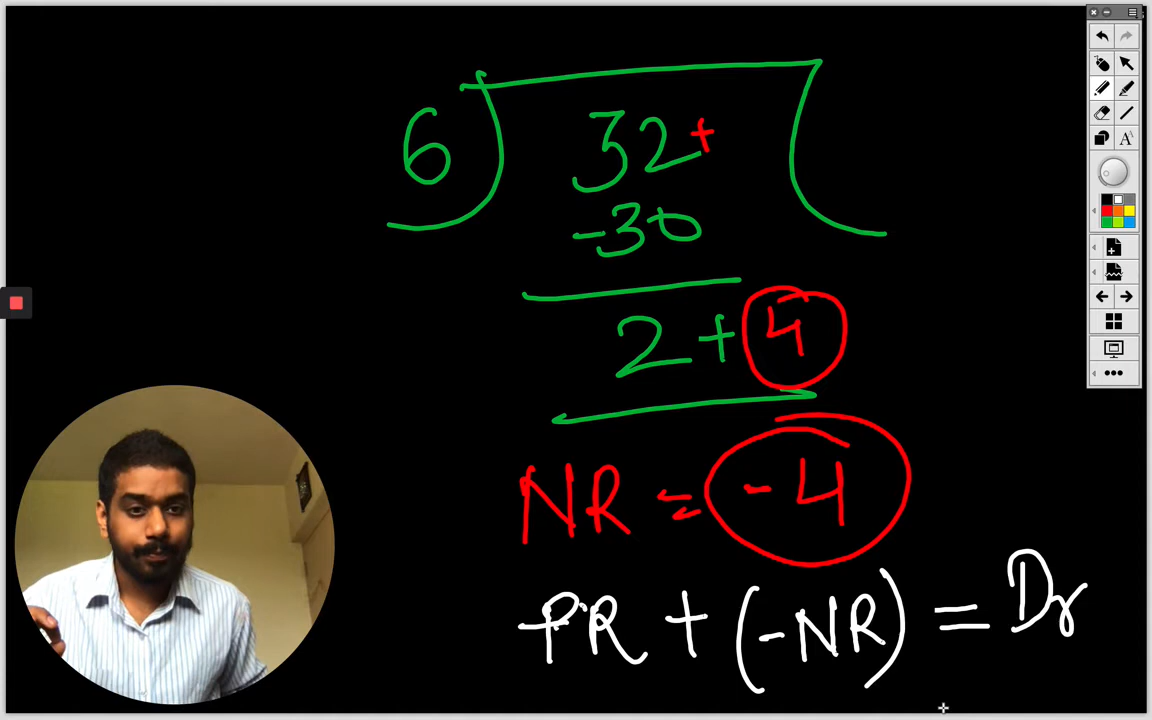 6 32+
-30
2+4
NR = -4
PR + (-NR) = Dr